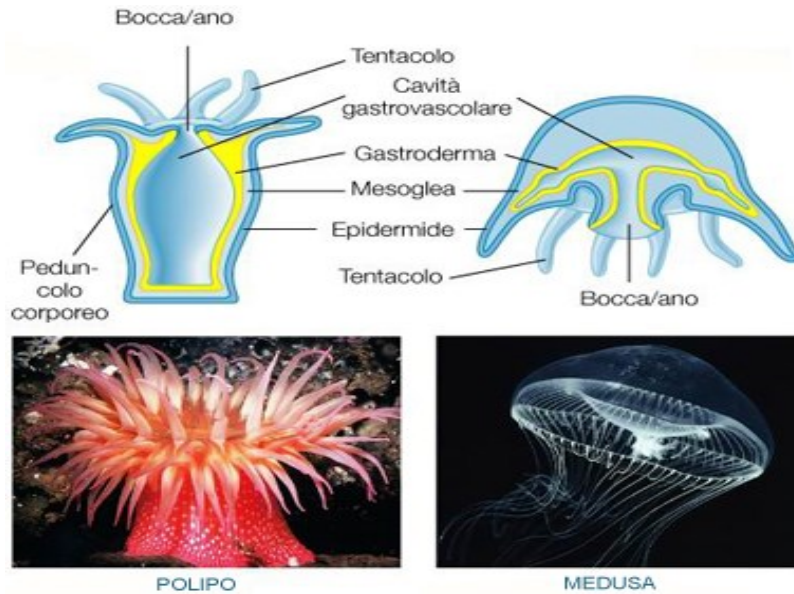 Bocca/ano
Tentacolo
Cavità
gastrovascolare
Gastroderma
Mesoglea
Epidermide
Pedun-
colo
corporeo
Tentacolo
Bocca/ano
POLIPO
MEDUSA